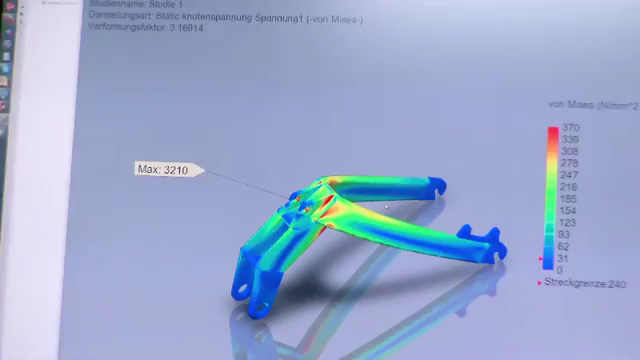 Studienname: Studie 1
Darstellungsart: Static knotenspannung Spannung1 (-von Mises-)
Verformungsfaktor: 3.16914
von Mises (N/mm^2
Max: 3210
370
339
308
278
247
216
185
154
123
93
62
31
0
Streckgrenze:240